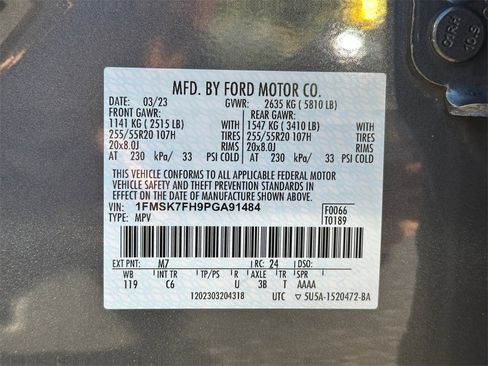 OTR.H
10.9
MFD. BY FORD MOTOR CO.
DATE: 03/23 GVWR: 2635 KG ( 5810 LB)
FRONT GAWR: REAR GAWR:
1141 KG ( 2515 LB) 1547 KG ( 3410 LB)
255/55R20 107H TIRES 255/55R20 107H TIRES
20x8.0J RIMS 20x8.0J RIMS
AT 230 kPa/ 33 PSI COLD AT 230 kPa/ 33 PSI COLD
THIS VEHICLE CONFORMS TO ALL APPLICABLE FEDERAL MOTOR
VEHICLE SAFETY AND THEFT PREVENTION STANDARDS IN
EFFECT ON THE DATE OF MANUFACTURE SHOWN ABOVE.
VIN: 1FMSK7FH9PGA91484 F0066
TYPE: MPV T0189
EXT PNT: M7 RC: 24 DSO:
WB INT TR TP/PS R AXLE TR SPR
119 C6 U 3B T AAAA
1202303204318 UTC ▽5U5A-1520472-BA